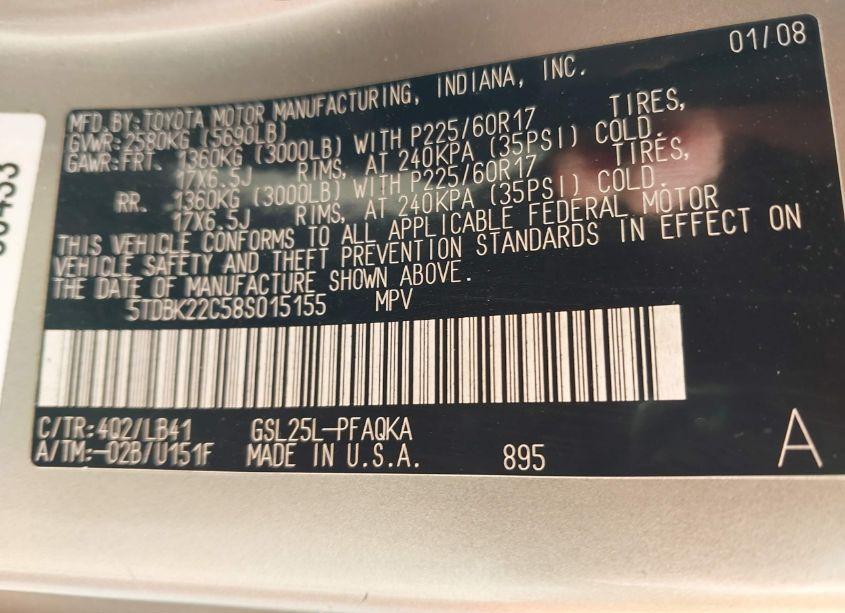 01/08
MFD.BY:TOYOTA MOTOR MANUFACTURING, INDIANA, INC.
GVWR:2580KG (5690LB)
GAWR:FRT. 1360KG (3000LB) WITH P225/60R17 TIRES,
17X6.5J RIMS, AT 240KPA (35PSI) COLD.
RR. 1360KG (3000LB) WITH P225/60R17 TIRES,
17X6.5J RIMS, AT 240KPA (35PSI) COLD.
THIS VEHICLE CONFORMS TO ALL APPLICABLE FEDERAL MOTOR
VEHICLE SAFETY AND THEFT PREVENTION STANDARDS IN EFFECT ON
THE DATE OF MANUFACTURE SHOWN ABOVE.
5TDBK22C58S015155 MPV
C/TR:4Q2/LB41 GSL25L-PFAQKA
A/TM:-02B/U151F MADE IN U.S.A. 895 A